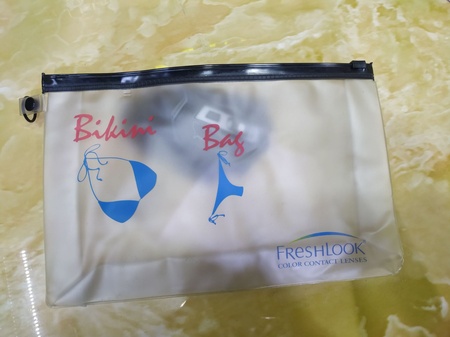 Bikini Bag
FRESHLOOK
COLOR CONTACT LENSES